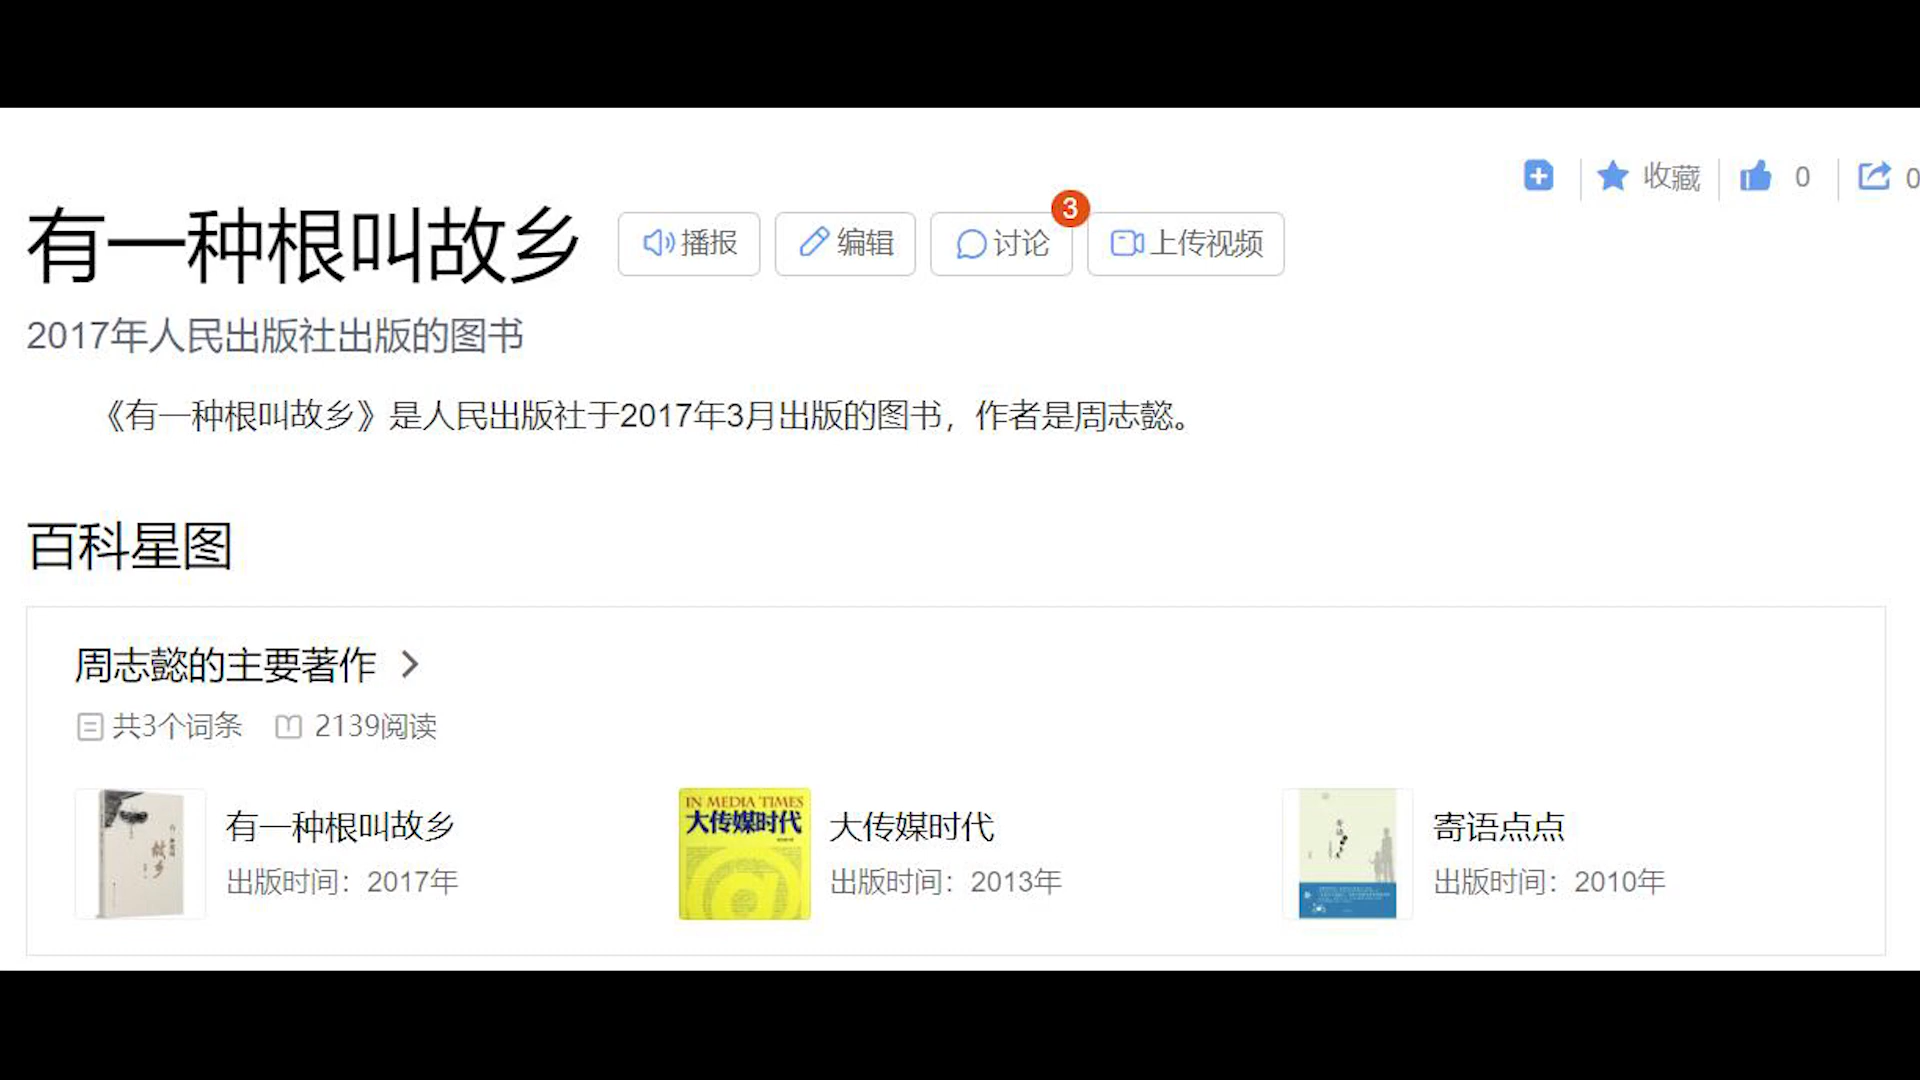 收藏
0
0
有一种根叫故乡
播报
编辑
讨论
3
上传视频
2017年人民出版社出版的图书
《有一种根叫故乡》是人民出版社于2017年3月出版的图书，作者是周志懿。
百科星图
周志懿的主要著作
共3个词条
2139阅读
故乡
有一种根叫故乡
出版时间：2017年
IN MEDIA TIMES
大传媒时代
大传媒时代
出版时间：2013年
寄语点点
出版时间：2010年